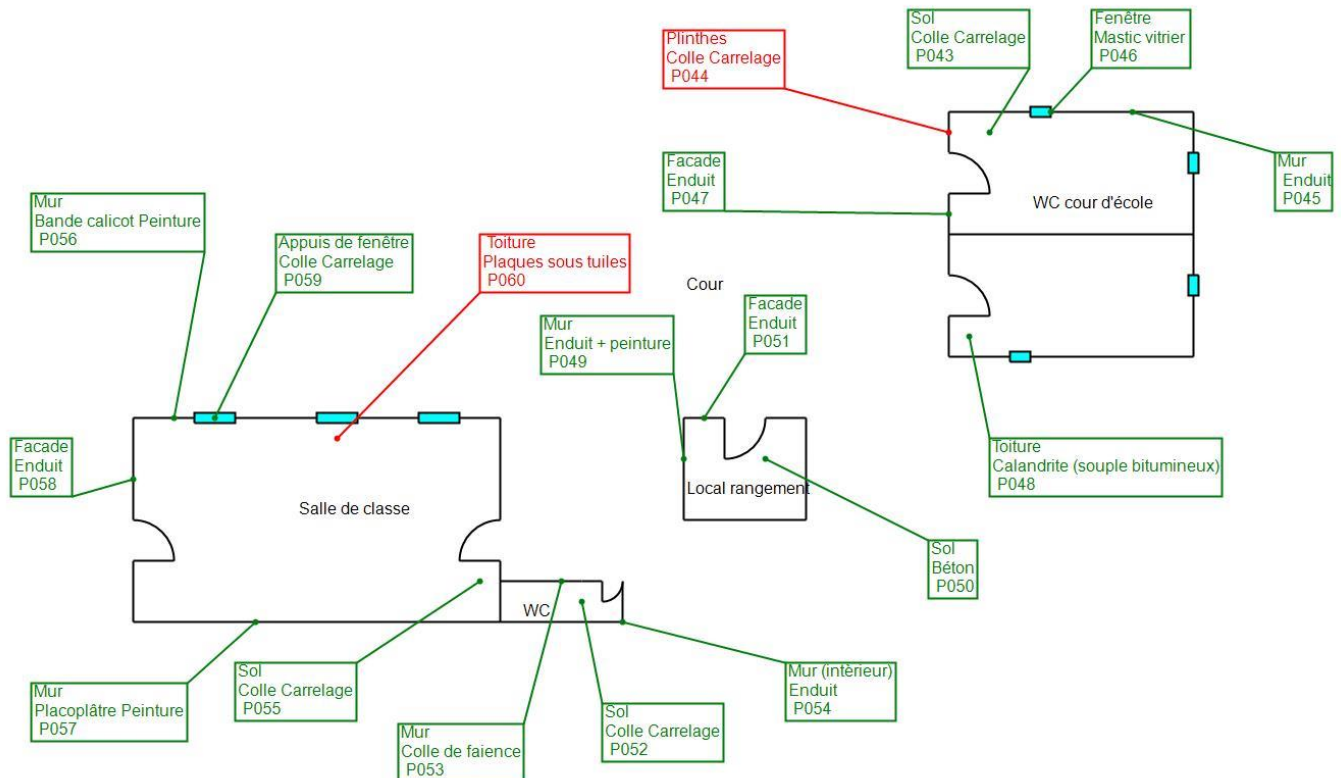 Sol
Colle Carrelage
P043
Fenêtre
Mastic vitrier
P046
Plinthes
Colle Carrelage
P044
Facade
Enduit
P047
Mur
Enduit
P045
WC cour d'école
Mur
Bande calicot Peinture
P056
Appuis de fenêtre
Colle Carrelage
P059
Toiture
Plaques sous tuiles
P060
Cour
Facade
Enduit
P051
Mur
Enduit + peinture
P049
Facade
Enduit
P058
Salle de classe
Local rangement
Toiture
Calandrite (souple bitumineux)
P048
Sol
Béton
P050
WC
Mur
Placoplâtre Peinture
P057
Sol
Colle Carrelage
P055
Mur
Colle de faience
P053
Sol
Colle Carrelage
P052
Mur (intèrieur)
Enduit
P054